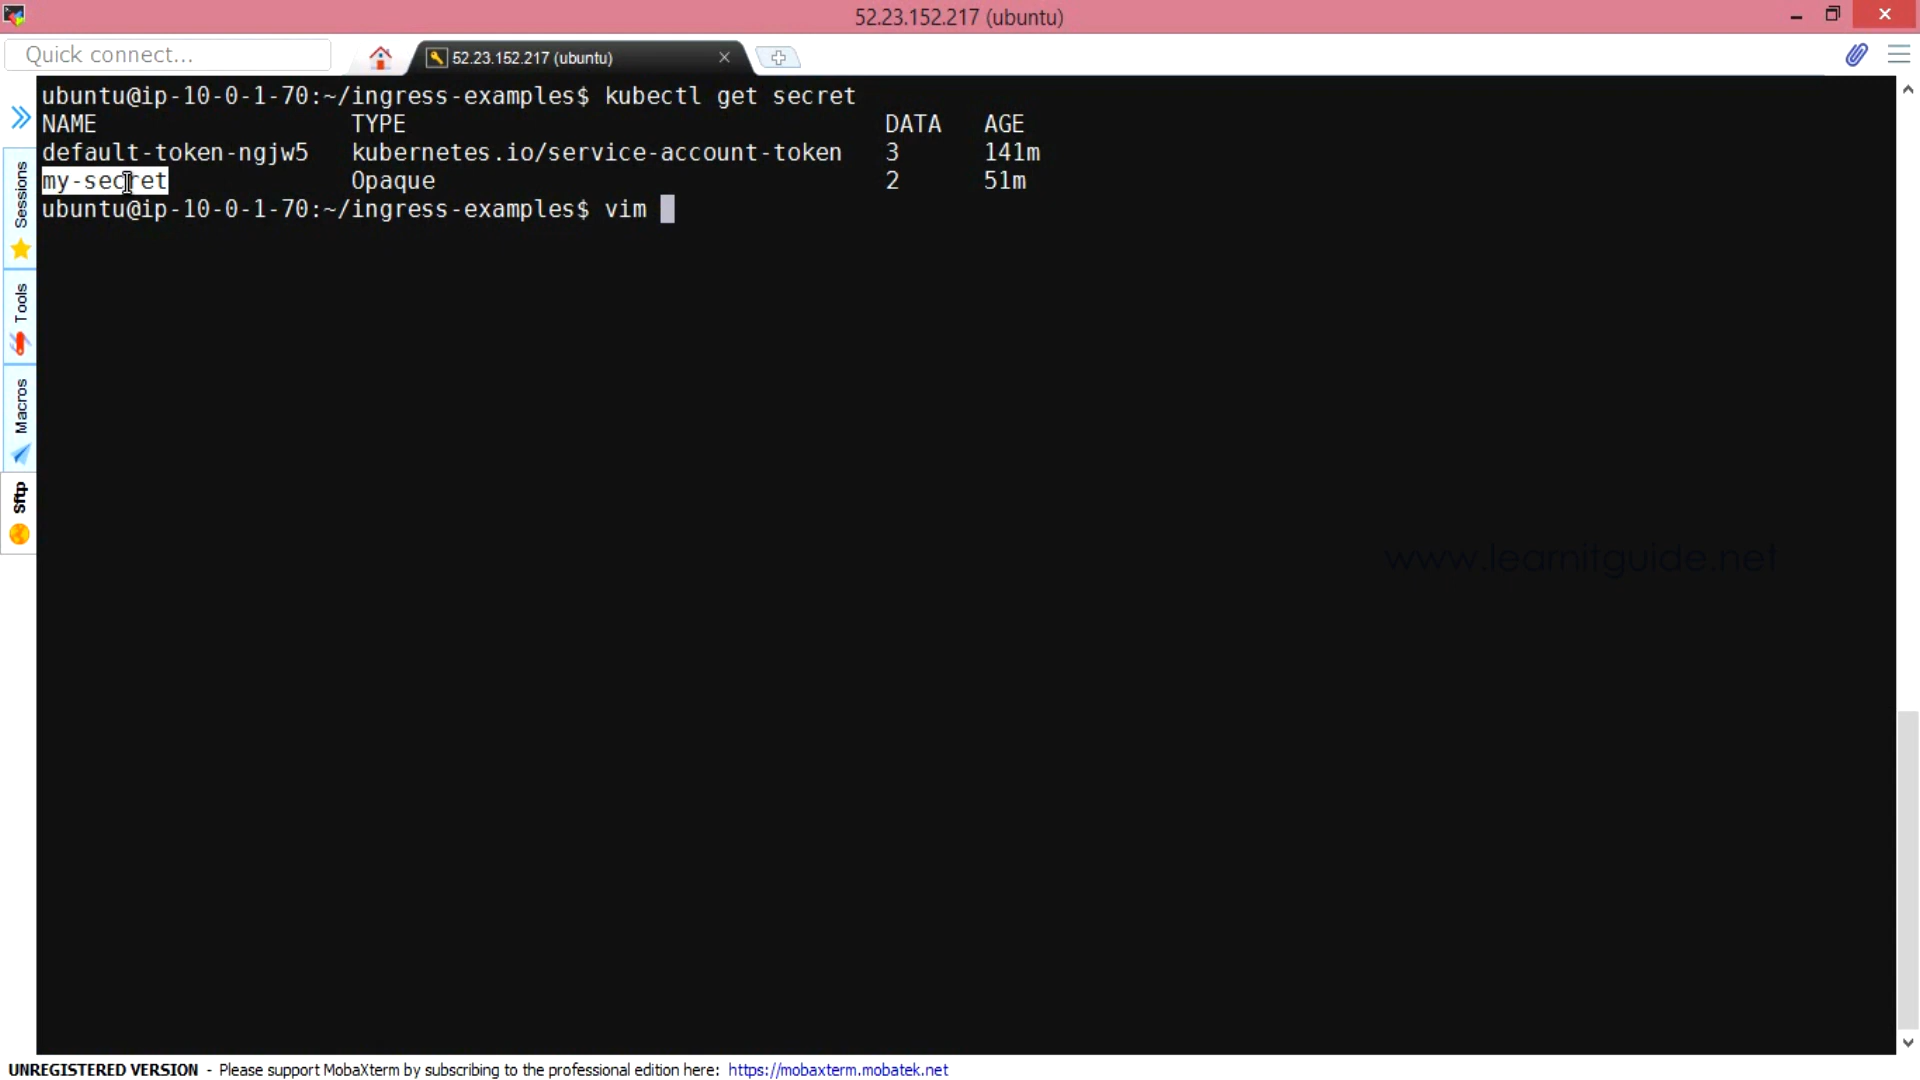 52.23.152.217 (ubuntu)
Quick connect...
52.23.152.217 (ubuntu)
ubuntu@ip-10-0-1-70:~/ingress-examples$ kubectl get secret
NAME TYPE DATA AGE
default-token-ngjw5 kubernetes.io/service-account-token 3 141m
my-secret Opaque 2 51m
ubuntu@ip-10-0-1-70:~/ingress-examples$ vim
Sessions
Tools
Macros
Sftp
www.learnitguide.net
UNREGISTERED VERSION - Please support MobaXterm by subscribing to the professional edition here: https://mobaxterm.mobatek.net